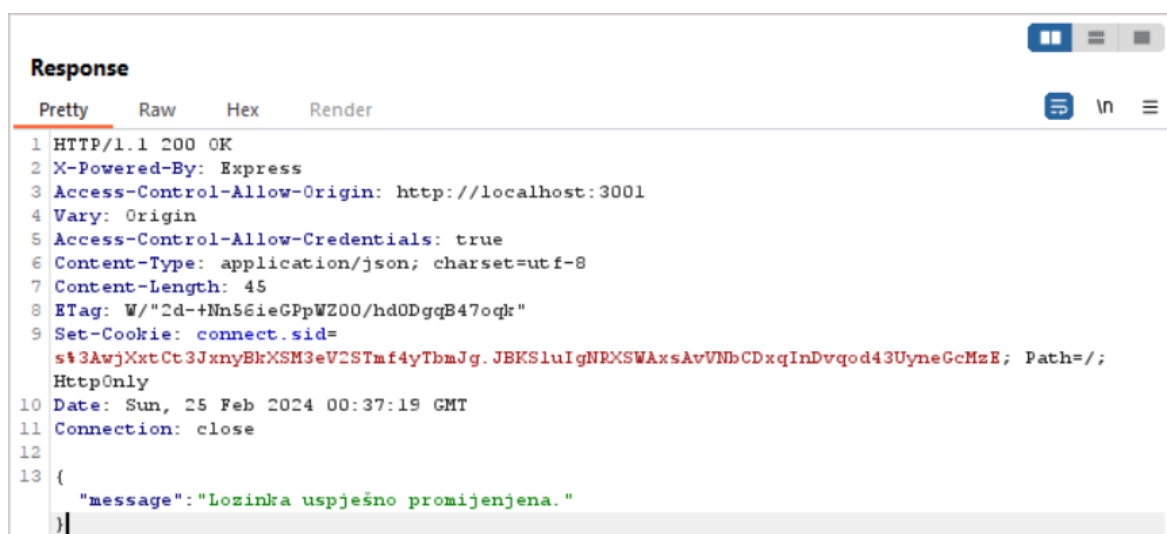 Response
Pretty Raw Hex Render \n
1 HTTP/1.1 200 OK
2 X-Powered-By: Express
3 Access-Control-Allow-Origin: http://localhost:3001
4 Vary: Origin
5 Access-Control-Allow-Credentials: true
6 Content-Type: application/json; charset=utf-8
7 Content-Length: 45
8 ETag: W/"2d-+Nn56ieGPpWZ00/hd0DgqB47oqk"
9 Set-Cookie: connect.sid=
s%3AwjXxtCt3JxnyBkXSM3eV2STmf4yTbmJg.JBKSluIgNRXSWAxsAvVNbCDxqInDvqod43UyneGcMzE; Path=/;
HttpOnly
10 Date: Sun, 25 Feb 2024 00:37:19 GMT
11 Connection: close
12
13 {
"message":"Lozinka uspješno promijenjena."
}